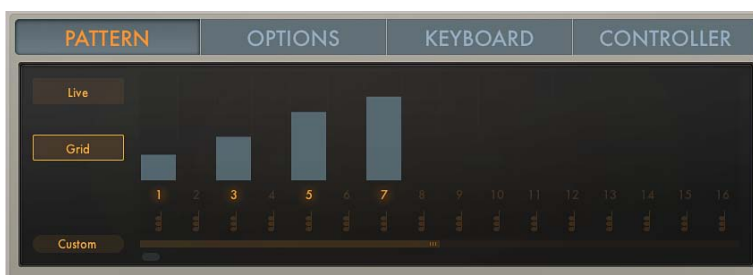 PATTERN OPTIONS KEYBOARD CONTROLLER
Live
Grid
1 2 3 4 5 6 7 8 9 10 11 12 13 14 15 16
Custom